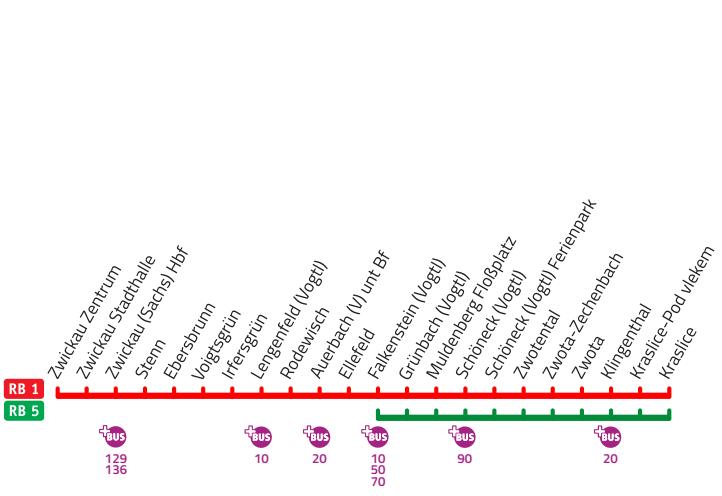 Zwickau Zentrum
Zwickau Stadthalle
Zwickau (Sachs) Hbf
Stenn
Ebersbrunn
Voigtsgrün
Irfersgrün
Lengenfeld (Vogtl)
Rodewisch
Auerbach (V) unt Bf
Ellefeld
Falkenstein (Vogtl)
Grünbach (Vogtl)
Muldenberg Floßplatz
Schöneck (Vogtl)
Schöneck (Vogtl) Ferienpark
Zwotental
Zwota-Zechenbach
Zwota
Klingenthal
Kraslice-Pod vlekem
Kraslice
RB 1
RB 5
+BUS
129
136
+BUS
10
+BUS
20
+BUS
10
50
70
+BUS
90
+BUS
20